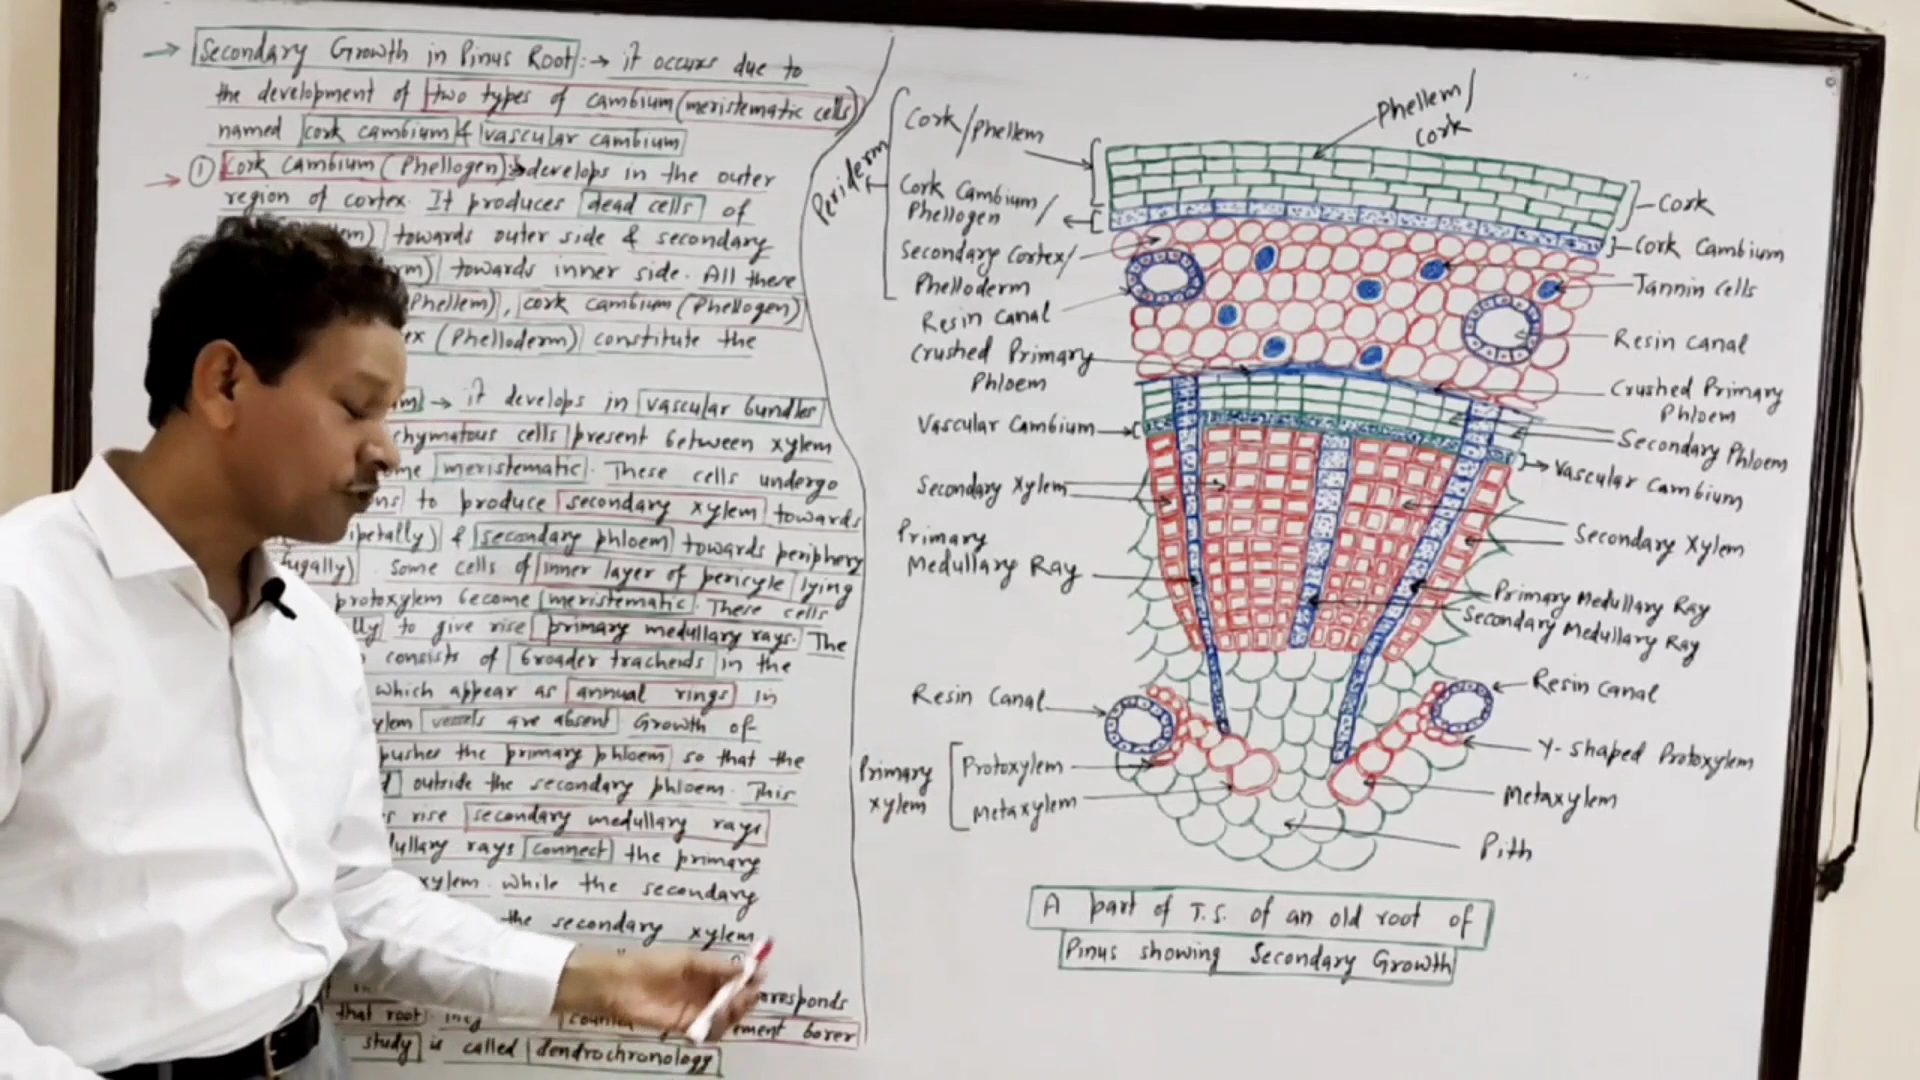 → Secondary Growth in Pinus Root :→ it occurs due to
the development of two types of cambium (meristematic cells)
named cork cambium & vascular cambium
→ ① Cork Cambium (Phellogen) :→ develops in the outer
region of cortex. It produces dead cells of
towards outer side & secondary
towards inner side. All these
Phellem), cork cambium (Phellogen)
(Phelloderm) constitute the
→ it develops in vascular bundles
cells present between xylem
meristematic. These cells undergo
to produce secondary xylem towards
& secondary phloem towards periphery
some cells of inner layer of pericycle lying
protoxylem become meristematic. These cells
to give rise primary medullary rays. The
consists of broader tracheids in the
which appear as annual rings in
vessels are absent Growth of
pushes the primary phloem so that the
outside the secondary phloem. This
rise secondary medullary rays
rays connect the primary
xylem. while the secondary
the secondary xylem
that root
study is called dendrochronology
Periderm
Cork/Phellem
Cork Cambium/
Phellogen
Secondary Cortex/
Phelloderm
Resin Canal
Crushed Primary
Phloem
Vascular Cambium
Secondary Xylem
Primary
Medullary Ray
Resin Canal
Primary
xylem
Protoxylem
Metaxylem
Phellem/
Cork
Cork
Cork Cambium
Tannin Cells
Resin Canal
Crushed Primary
Phloem
Secondary Phloem
Vascular Cambium
Secondary Xylem
Primary Medullary Ray
Secondary Medullary Ray
Resin Canal
Y-shaped Protoxylem
Metaxylem
Pith
A part of T.S. of an old root of
Pinus showing Secondary Growth